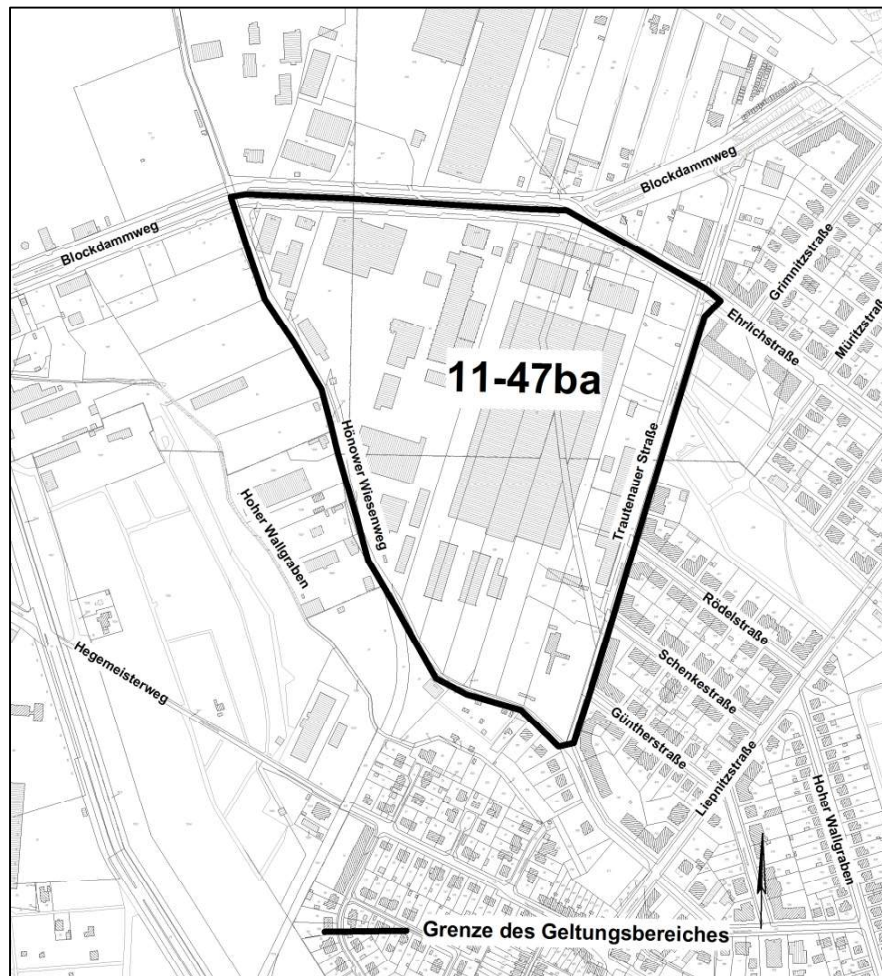 Blockdammweg
Blockdammweg
Grimnitzstraße
Müritzstraß
Ehrlichstraße
11-47ba
Hönower Wiesenweg
Trautenauer Straße
Hoher Wallgraben
Rödelstraße
Hegemeisterweg
Schenkestraße
Güntherstraße
Liepnitzstraße
Hoher Wallgraben
Grenze des Geltungsbereiches